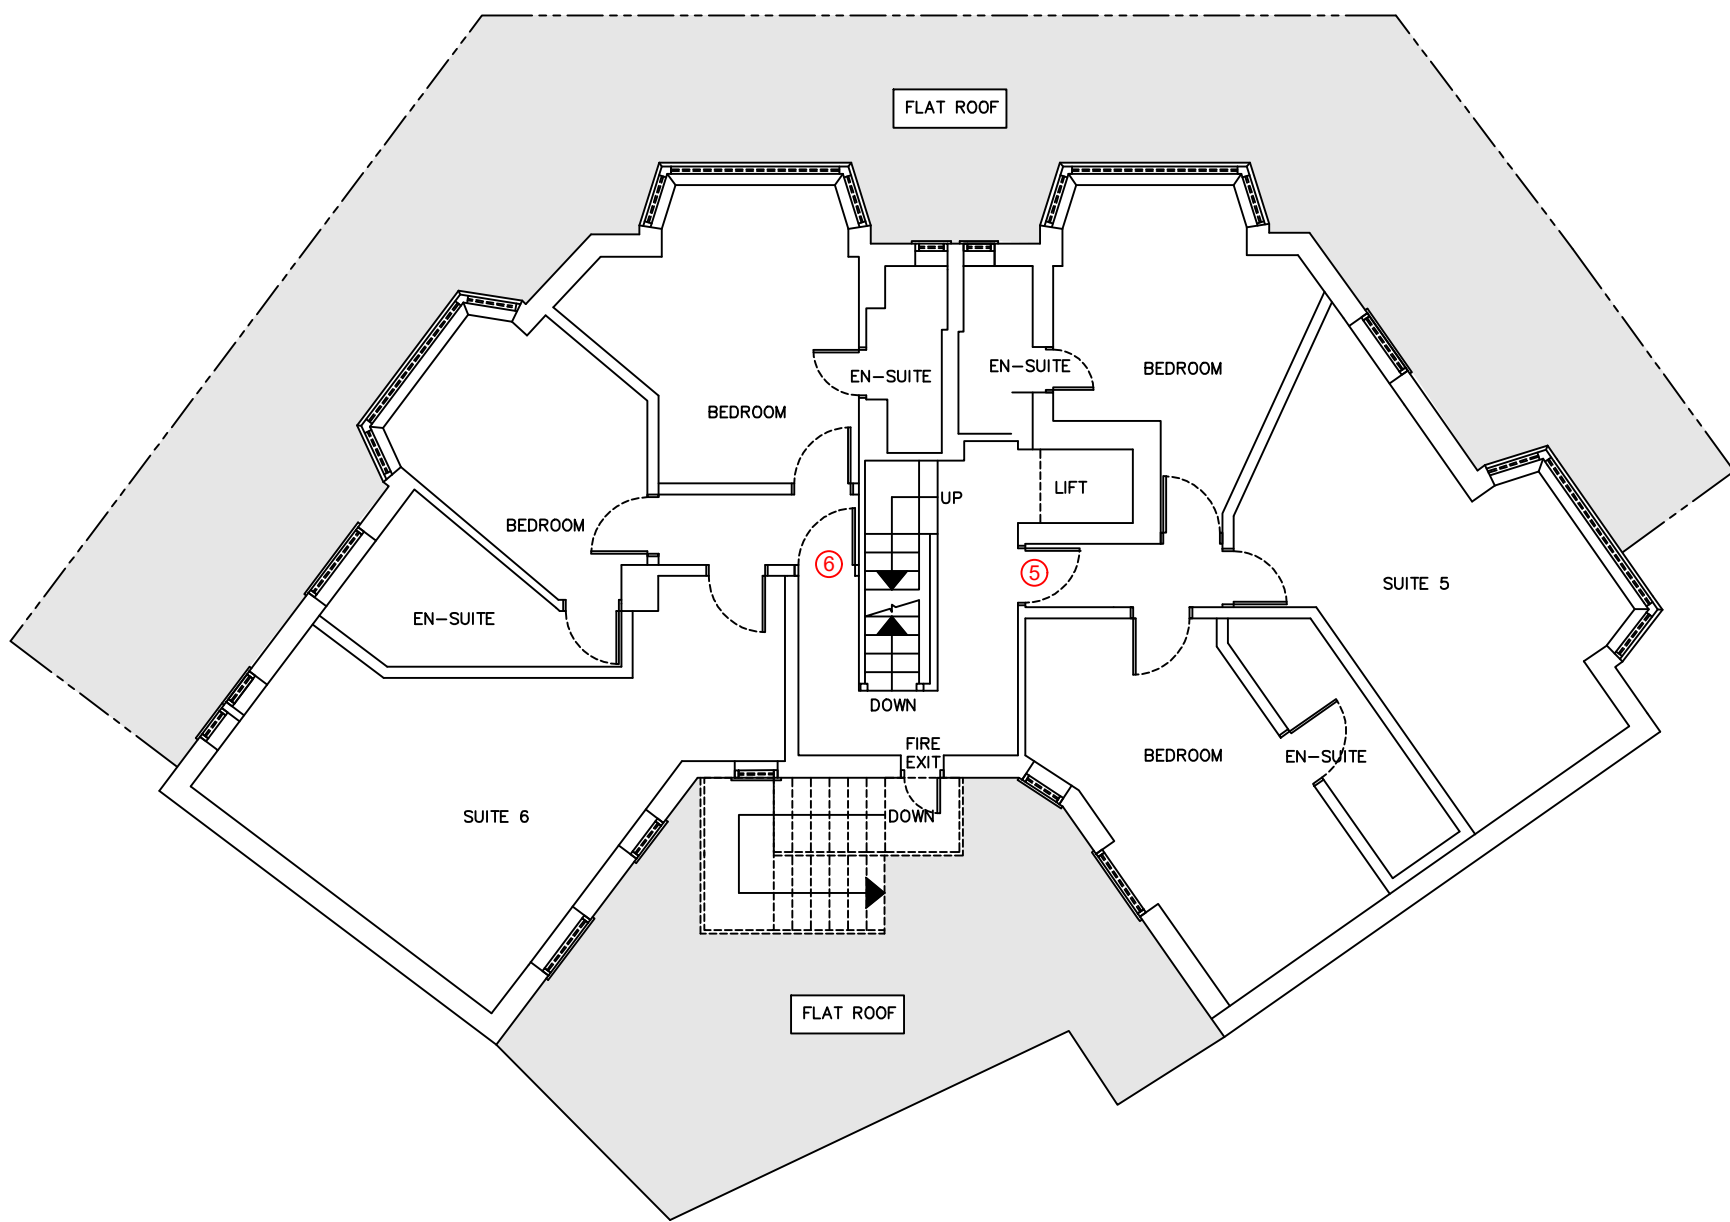 FLAT ROOF
BEDROOM
EN-SUITE
EN-SUITE
BEDROOM
BEDROOM
UP
LIFT
6
5
SUITE 5
EN-SUITE
DOWN
FIRE
EXIT
BEDROOM
EN-SUITE
SUITE 6
DOWN
FLAT ROOF